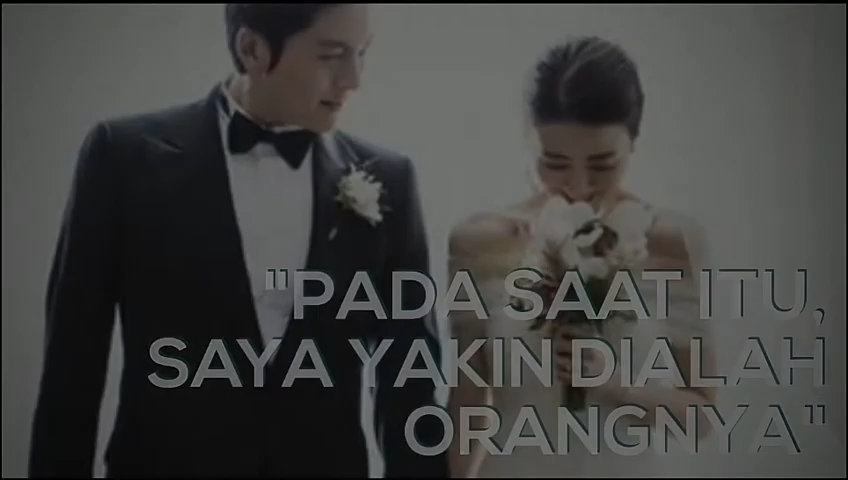 "PADA SAAT ITU,
SAYA YAKIN DIALAH
ORANGNYA"